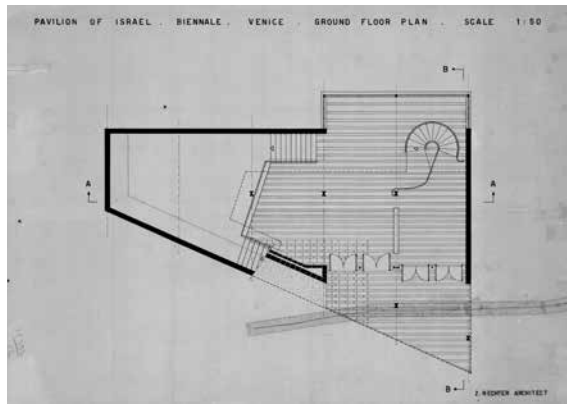 PAVILION OF ISRAEL . BIENNALE . VENICE . GROUND FLOOR PLAN . SCALE 1:50
B
A
A
B
Z. RECHTER ARCHITECT